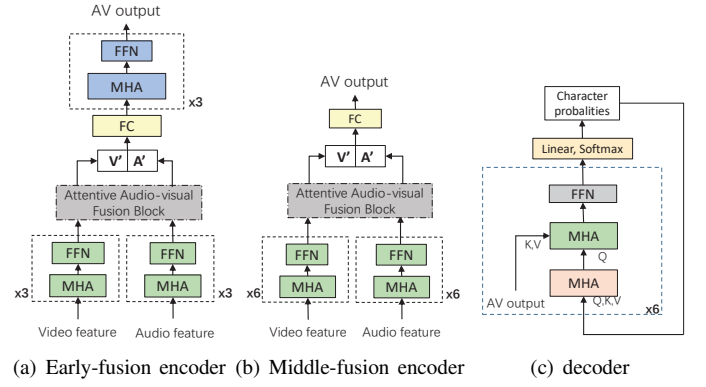 AV output
FFN
MHA
x3
FC
V' A'
Attentive Audio-visual
Fusion Block
FFN FFN
x3 MHA MHA x3
Video feature Audio feature
(a) Early-fusion encoder
AV output
FC
V' A'
Attentive Audio-visual
Fusion Block
FFN FFN
x6 MHA MHA x6
Video feature Audio feature
(b) Middle-fusion encoder
Character
probalities
Linear, Softmax
FFN
MHA
K,V
Q
MHA
AV output
Q,K,V
x6
(c) decoder